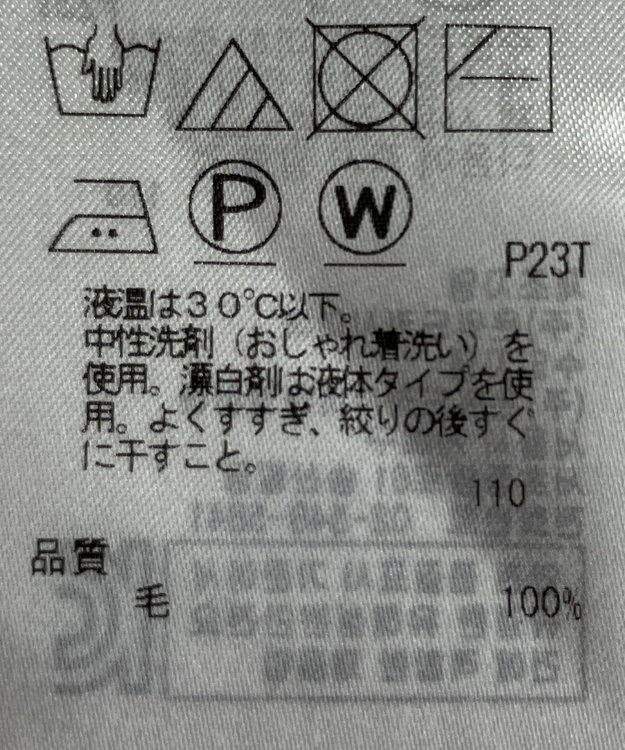 P W
P23T
液温は30℃以下。
中性洗剤（おしゃれ着洗い）を
使用。漂白剤は液体タイプを使
用。よくすすぎ、絞りの後すぐ
に干すこと。
110
品質
毛 100%